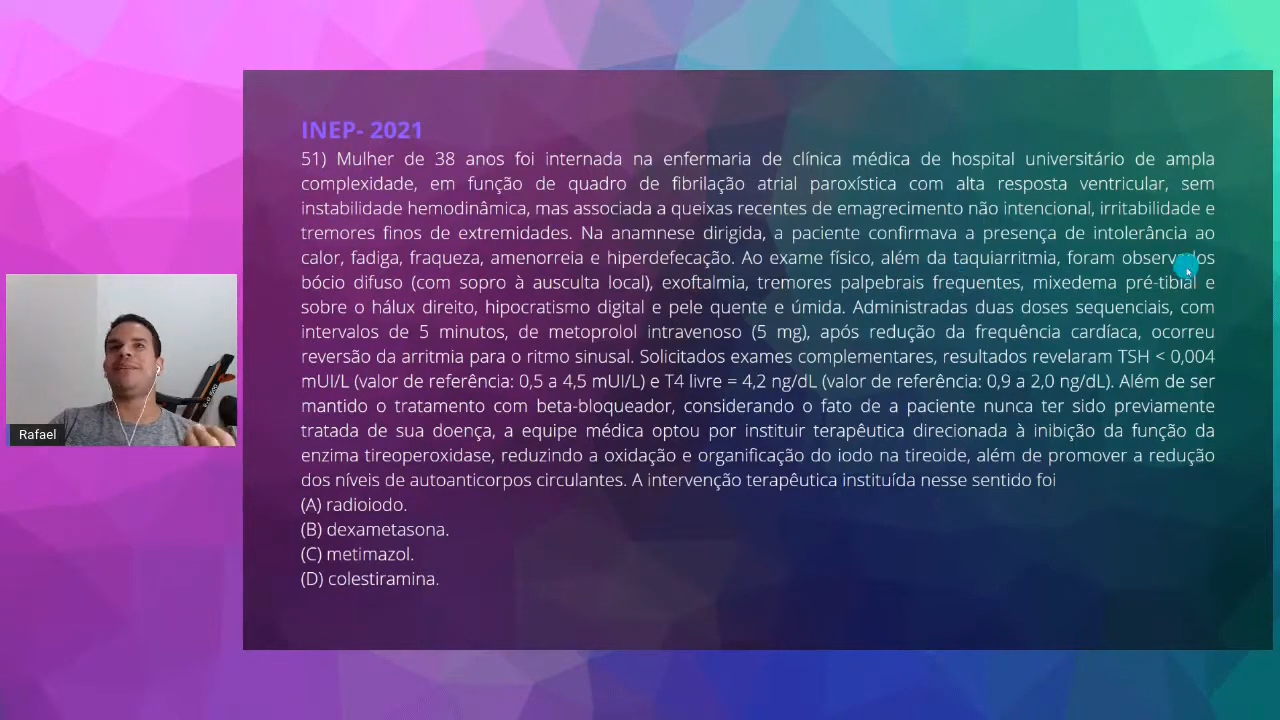 INEP- 2021
51) Mulher de 38 anos foi internada na enfermaria de clínica médica de hospital universitário de ampla
complexidade, em função de quadro de fibrilação atrial paroxística com alta resposta ventricular, sem
instabilidade hemodinâmica, mas associada a queixas recentes de emagrecimento não intencional, irritabilidade e
tremores finos de extremidades. Na anamnese dirigida, a paciente confirmava a presença de intolerância ao
calor, fadiga, fraqueza, amenorreia e hiperdefecação. Ao exame físico, além da taquiarritmia, foram observados
bócio difuso (com sopro à ausculta local), exoftalmia, tremores palpebrais frequentes, mixedema pré-tibial e
sobre o hálux direito, hipocratismo digital e pele quente e úmida. Administradas duas doses sequenciais, com
intervalos de 5 minutos, de metoprolol intravenoso (5 mg), após redução da frequência cardíaca, ocorreu
reversão da arritmia para o ritmo sinusal. Solicitados exames complementares, resultados revelaram TSH < 0,004
mUI/L (valor de referência: 0,5 a 4,5 mUI/L) e T4 livre = 4,2 ng/dL (valor de referência: 0,9 a 2,0 ng/dL). Além de ser
mantido o tratamento com beta-bloqueador, considerando o fato de a paciente nunca ter sido previamente
tratada de sua doença, a equipe médica optou por instituir terapêutica direcionada à inibição da função da
enzima tireoperoxidase, reduzindo a oxidação e organificação do iodo na tireoide, além de promover a redução
dos níveis de autoanticorpos circulantes. A intervenção terapêutica instituída nesse sentido foi
(A) radioiodo.
(B) dexametasona.
(C) metimazol.
(D) colestiramina.
Rafael